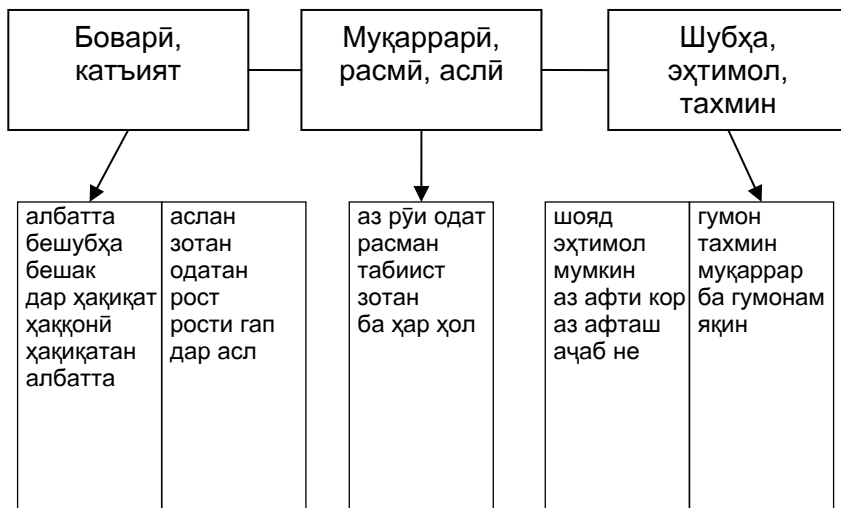 Боварӣ,
катъият
Муқаррарӣ,
расмӣ, аслӣ
Шубҳа,
эҳтимол,
тахмин
албатта
бешубҳа
бешак
дар ҳақиқат
ҳаққонӣ
ҳақиқатан
албатта
аслан
зотан
одатан
рост
рости гап
дар асл
аз рӯи одат
расман
табиист
зотан
ба ҳар ҳол
шояд
эҳтимол
мумкин
аз афти кор
аз афташ
аҷаб не
гумон
тахмин
муқаррар
ба гумонам
яқин